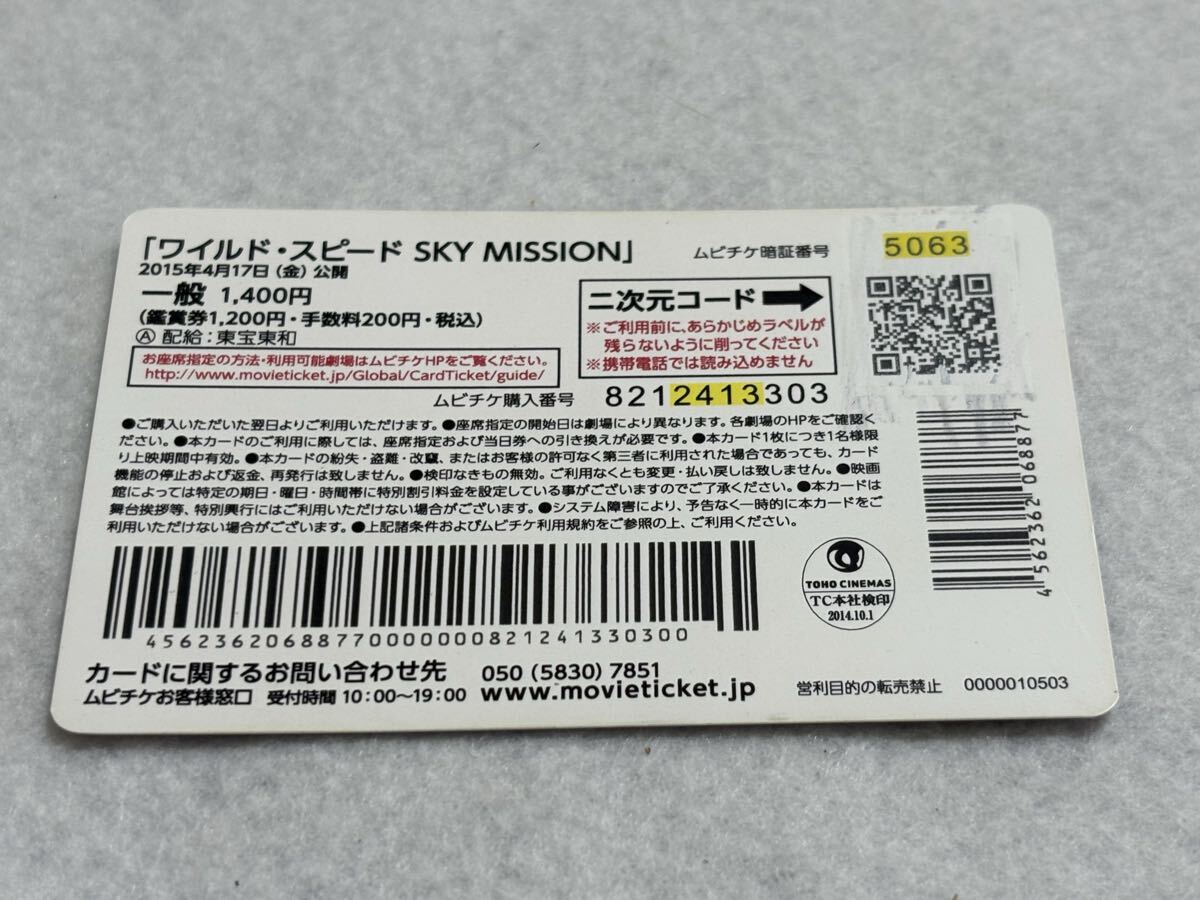 「ワイルド・スピード SKY MISSION」
2015年4月17日（金）公開
一般 1,400円
（鑑賞券1,200円・手数料200円・税込）
Ⓐ 配給：東宝東和
お座席指定の方法・利用可能劇場はムビチケHPをご覧ください。
http://www.movieticket.jp/Global/CardTicket/guide/
ムビチケ暗証番号 5063
二次元コード
※ご利用前に、あらかじめラベルが
残らないように削ってください
※携帯電話では読み込めません
ムビチケ購入番号 8212413303
●ご購入いただいた翌日よりご利用いただけます。●座席指定の開始日は劇場により異なります。各劇場のHPをご確認く
ださい。●本カードのご利用に際しては、座席指定および当日券への引き換えが必要です。●本カード1枚につき1名様限
り上映期間中有効。●本カードの紛失・盗難・改竄、またはお客様の許可なく第三者に利用された場合であっても、カード
機能の停止および返金、再発行は致しません。●検印なきもの無効。ご利用なくとも変更・払い戻しは致しません。●映画
館によっては特定の期日・曜日・時間帯に特別割引料金を設定している事がございますのでご了承ください。●本カードは
舞台挨拶等、特別興行にはご利用いただけない場合がございます。●システム障害により、予告なく一時的に本カードをご
利用いただけない場合がございます。●上記諸条件およびムビチケ利用規約をご参照の上、ご利用ください。
4562362068877
4562362068877000000082124133030​0
TOHO CINEMAS
TC本社検印
2014.10.1
カードに関するお問い合わせ先 050 (5830) 7851
ムビチケお客様窓口 受付時間 10:00～19:00 www.movieticket.jp
営利目的の転売禁止 0000010503